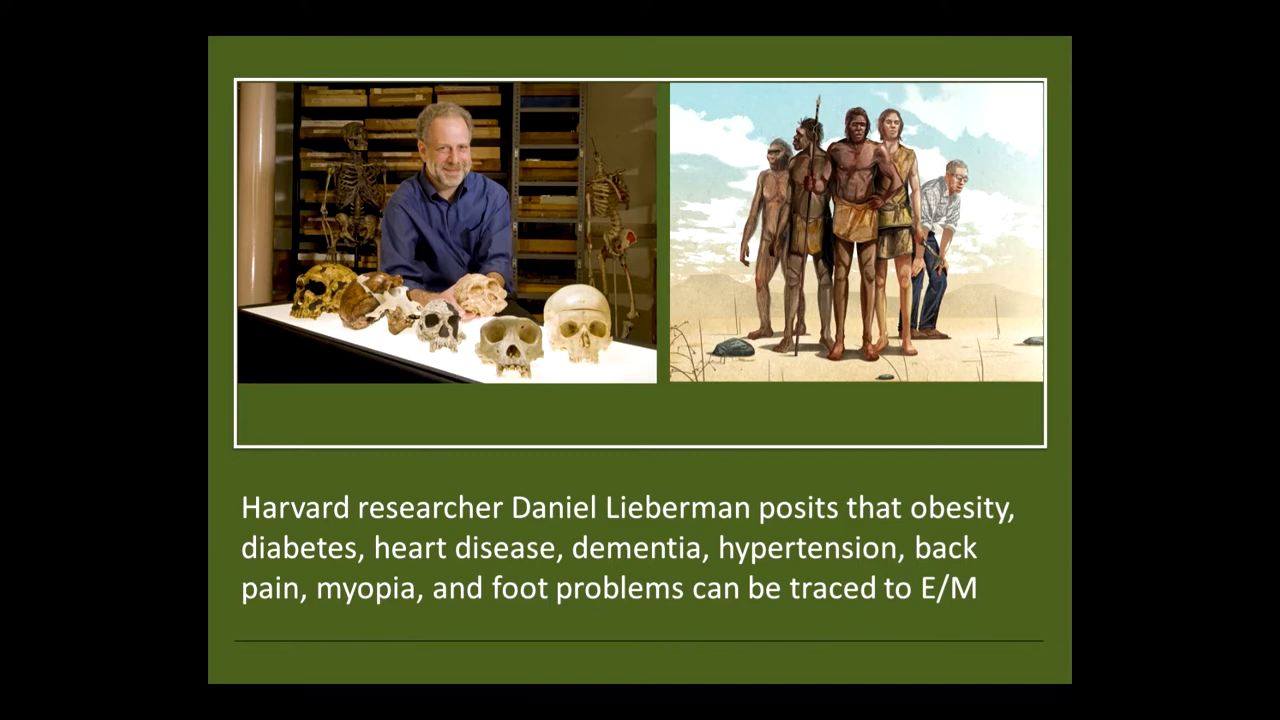 Harvard researcher Daniel Lieberman posits that obesity,
diabetes, heart disease, dementia, hypertension, back
pain, myopia, and foot problems can be traced to E/M